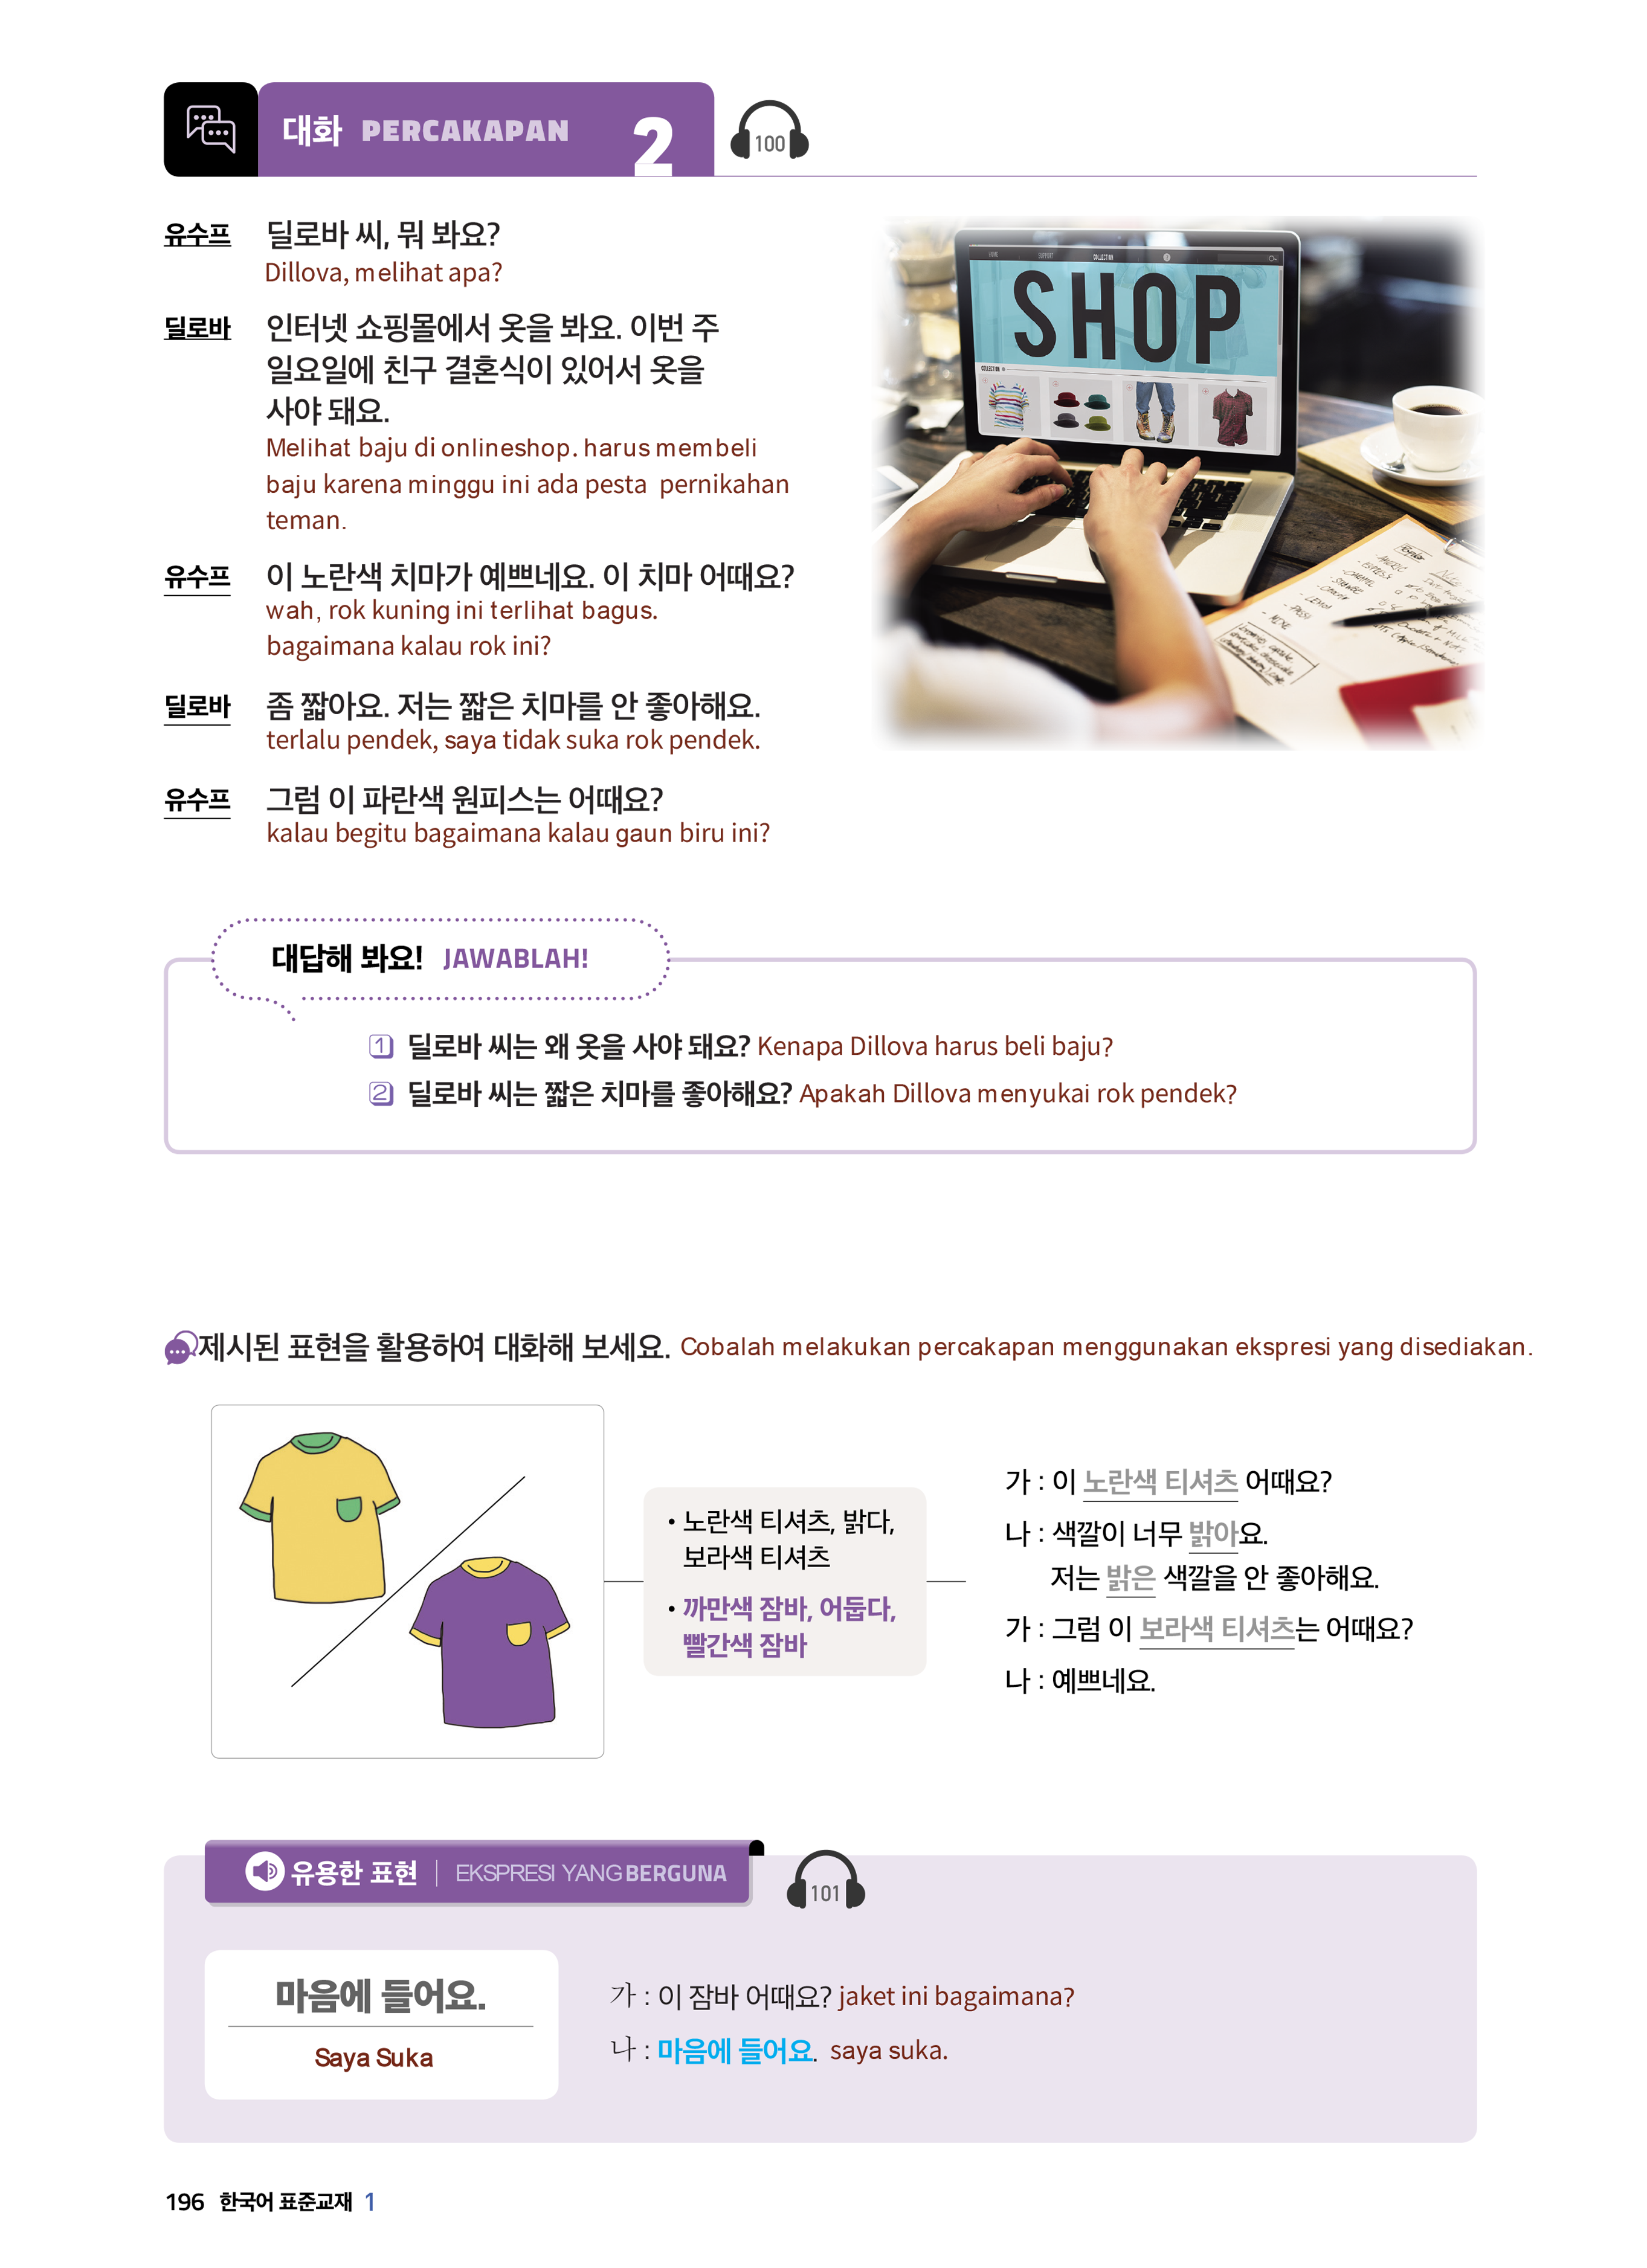 대화 PERCAKAPAN 2
100
유수프 딜로바 씨, 뭐 봐요?
Dillova, melihat apa?
딜로바 인터넷 쇼핑몰에서 옷을 봐요. 이번 주
일요일에 친구 결혼식이 있어서 옷을
사야 돼요.
Melihat baju di onlineshop. harus membeli
baju karena minggu ini ada pesta pernikahan
teman.
유수프 이 노란색 치마가 예쁘네요. 이 치마 어때요?
wah, rok kuning ini terlihat bagus.
bagaimana kalau rok ini?
딜로바 좀 짧아요. 저는 짧은 치마를 안 좋아해요.
terlalu pendek, saya tidak suka rok pendek.
유수프 그럼 이 파란색 원피스는 어때요?
kalau begitu bagaimana kalau gaun biru ini?
SUPPORT COLLECTION
SHOP
COLLECTION
대답해 봐요! JAWABLAH!
1 딜로바 씨는 왜 옷을 사야 돼요? Kenapa Dillova harus beli baju?
2 딜로바 씨는 짧은 치마를 좋아해요? Apakah Dillova menyukai rok pendek?
제시된 표현을 활용하여 대화해 보세요. Cobalah melakukan percakapan menggunakan ekspresi yang disediakan.
• 노란색 티셔츠, 밝다,
보라색 티셔츠
• 까만색 잠바, 어둡다,
빨간색 잠바
가 : 이 노란색 티셔츠 어때요?
나 : 색깔이 너무 밝아요.
저는 밝은 색깔을 안 좋아해요.
가 : 그럼 이 보라색 티셔츠는 어때요?
나 : 예쁘네요.
유용한 표현 | EKSPRESI YANG BERGUNA
101
마음에 들어요.
Saya Suka
가 : 이 잠바 어때요? jaket ini bagaimana?
나 : 마음에 들어요. saya suka.
196 한국어 표준교재 1